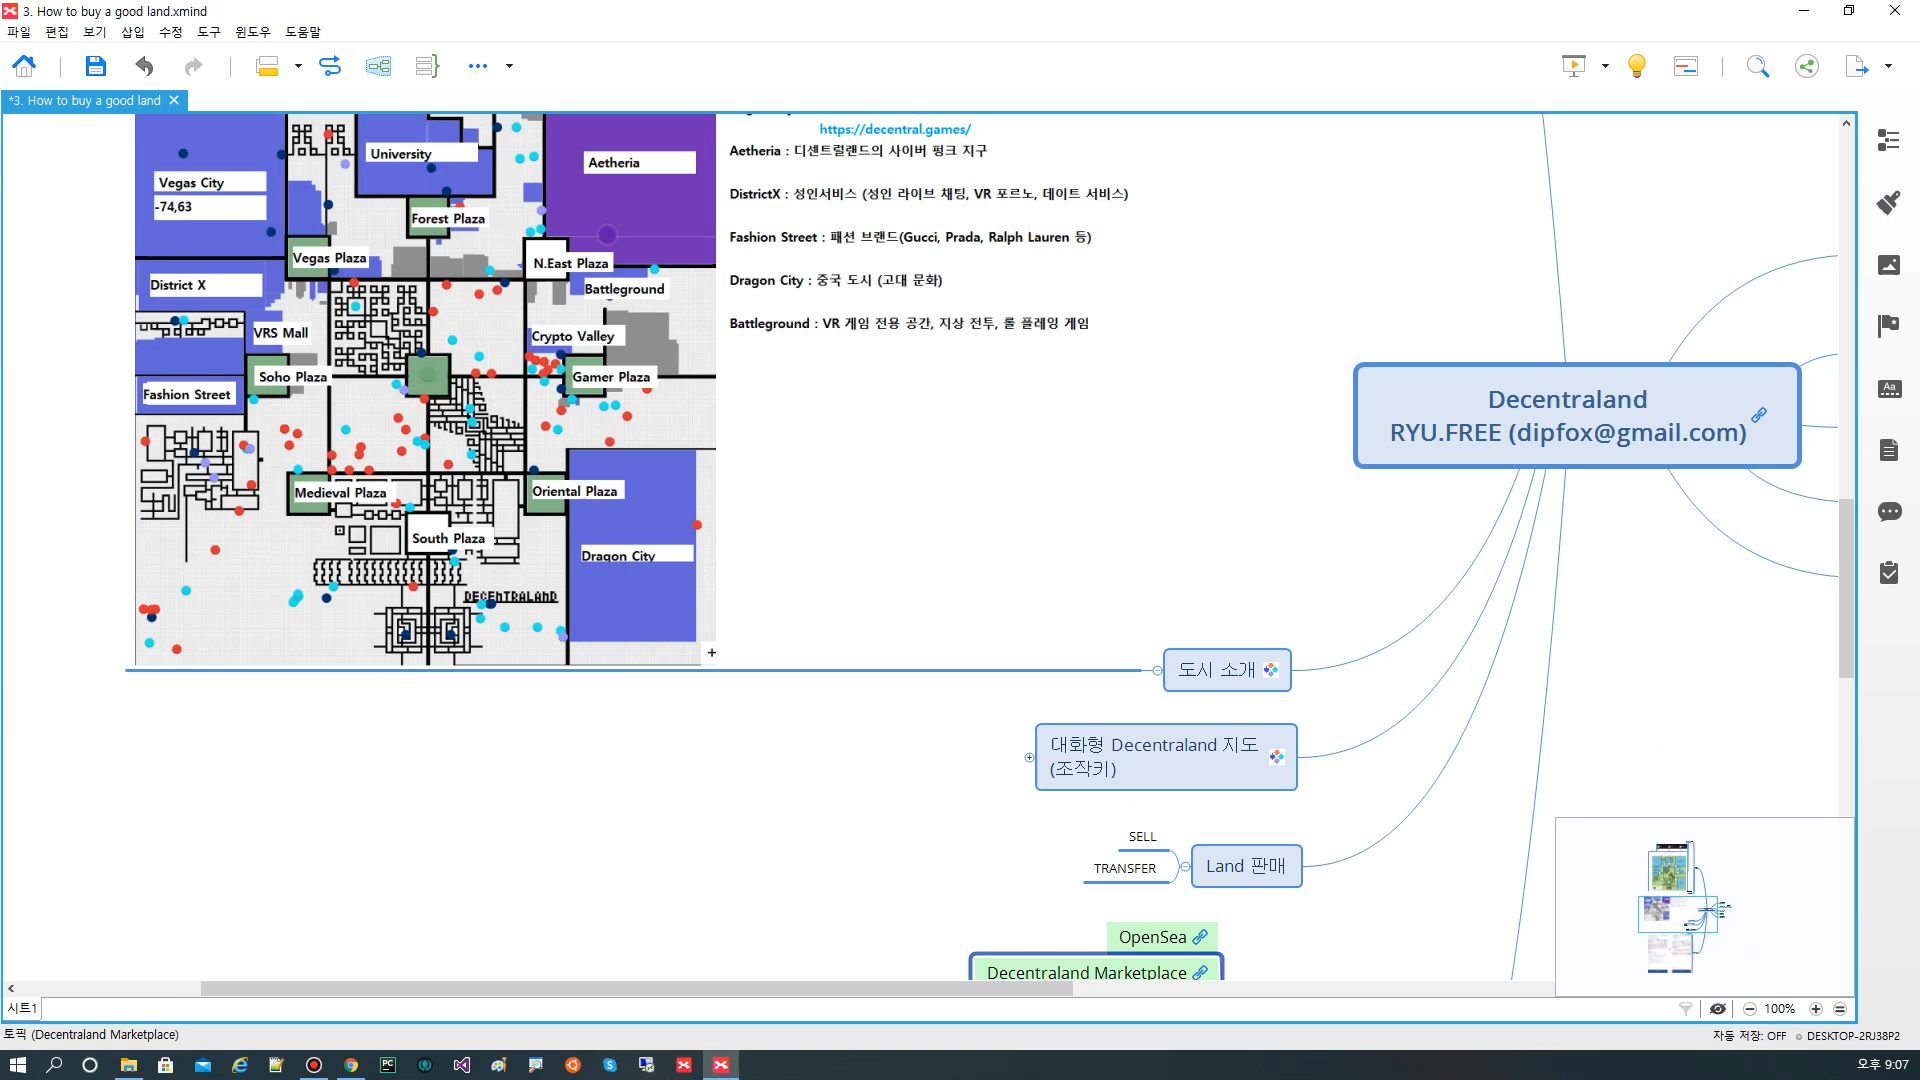 3. How to buy a good land.xmind
파일 편집 보기 삽입 수정 도구 윈도우 도움말
*3. How to buy a good land
Vegas City
-74,63
University
Aetheria
Forest Plaza
Vegas Plaza
N.East Plaza
District X
Battleground
VRS Mall
Crypto Valley
Soho Plaza
Gamer Plaza
Fashion Street
Medieval Plaza
Oriental Plaza
South Plaza
Dragon City
DECENTRALAND
https://decentral.games/
Aetheria : 디센트럴랜드의 사이버 펑크 지구
DistrictX : 성인서비스 (성인 라이브 채팅, VR 포르노, 데이트 서비스)
Fashion Street : 패션 브랜드(Gucci, Prada, Ralph Lauren 등)
Dragon City : 중국 도시 (고대 문화)
Battleground : VR 게임 전용 공간, 지상 전투, 롤 플레잉 게임
Decentraland
RYU.FREE (dipfox@gmail.com)
도시 소개
대화형 Decentraland 지도
(조작키)
SELL
TRANSFER
Land 판매
OpenSea
Decentraland Marketplace
시트1
100%
토픽 (Decentraland Marketplace)
자동 저장: OFF
DESKTOP-2RJ38P2
오후 9:07